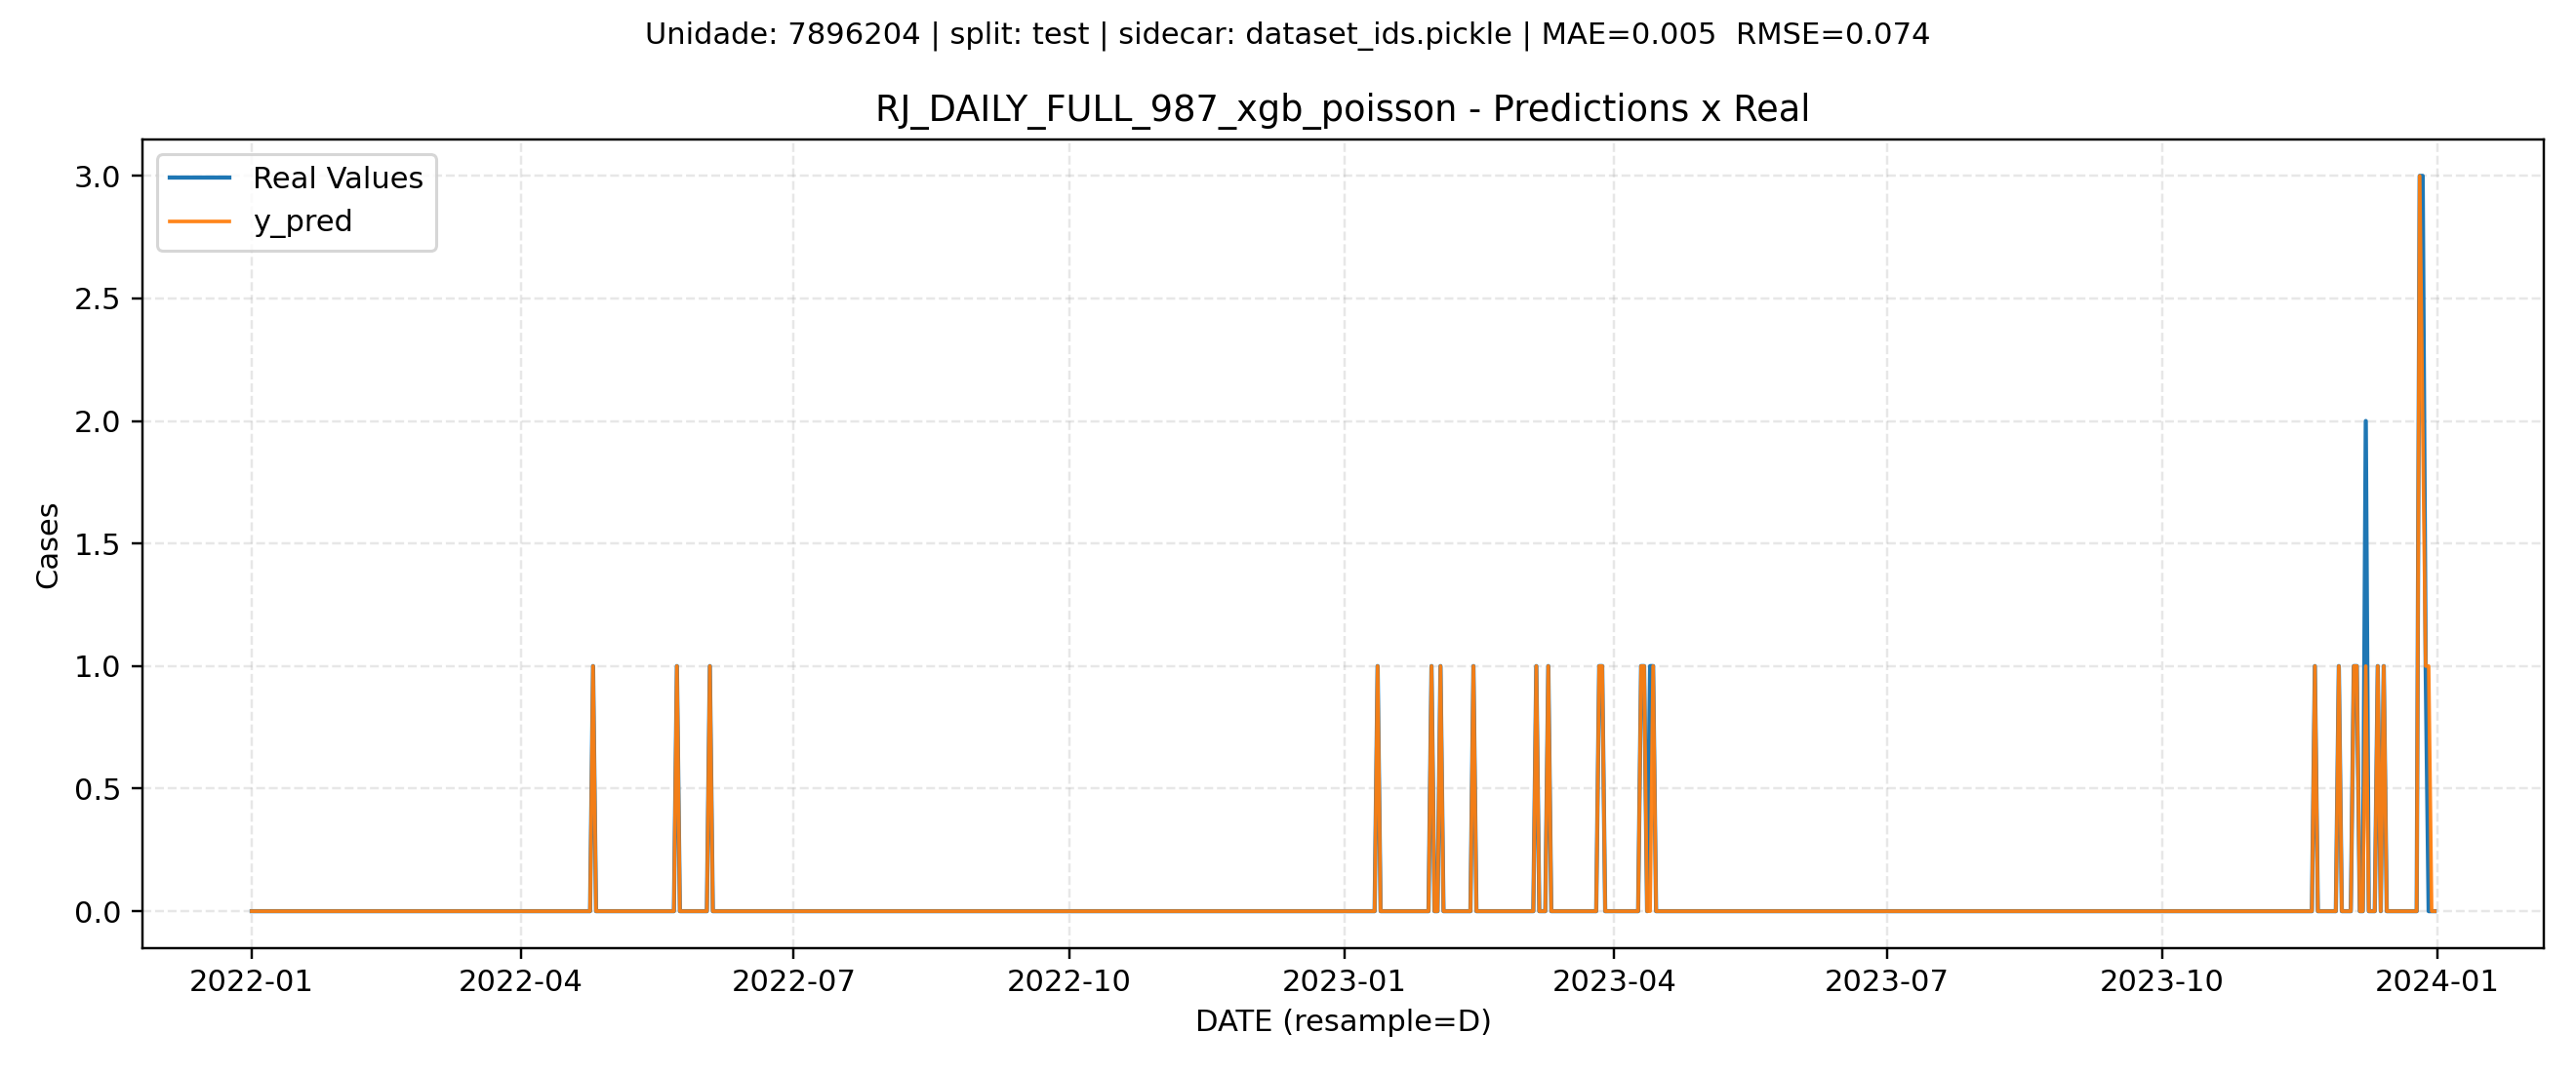 Unidade: 7896204 | split: test | sidecar: dataset_ids.pickle | MAE=0.005  RMSE=0.074
RJ_DAILY_FULL_987_xgb_poisson - Predictions x Real
Real Values
y_pred
3.0
2.5
2.0
1.5
1.0
0.5
0.0
Cases
2022-01
2022-04
2022-07
2022-10
2023-01
2023-04
2023-07
2023-10
2024-01
DATE (resample=D)